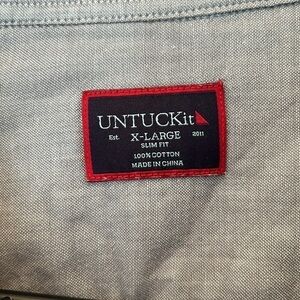 UNTUCKit
Est. X-LARGE 2011
SLIM FIT
100% COTTON
MADE IN CHINA